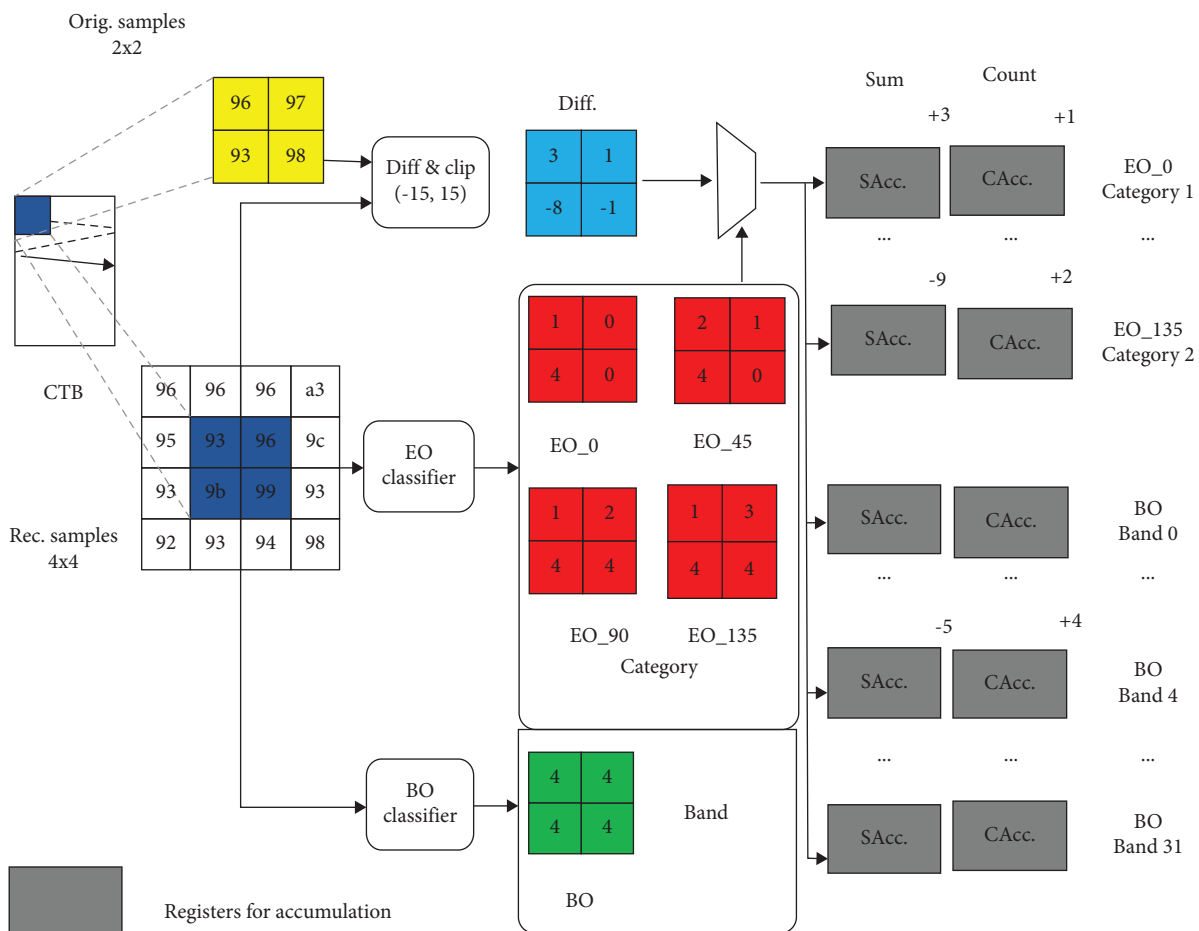 Orig. samples
2x2
96 97
93 98
Diff & clip
(-15, 15)
Diff.
3 1
-8 -1
Sum Count
+3 +1
SAcc. CAcc.
EO_0
Category 1
... ... ...
-9 +2
SAcc. CAcc.
EO_135
Category 2
CTB
Rec. samples
4x4
96 96 96 a3
95 93 96 9c
93 9b 99 93
92 93 94 98
EO
classifier
1 0
4 0
EO_0
2 1
4 0
EO_45
1 2
4 4
EO_90
1 3
4 4
EO_135
Category
SAcc. CAcc.
BO
Band 0
... ... ...
-5 +4
SAcc. CAcc.
BO
Band 4
... ... ...
SAcc. CAcc.
BO
Band 31
BO
classifier
4 4
4 4
Band
BO
Registers for accumulation